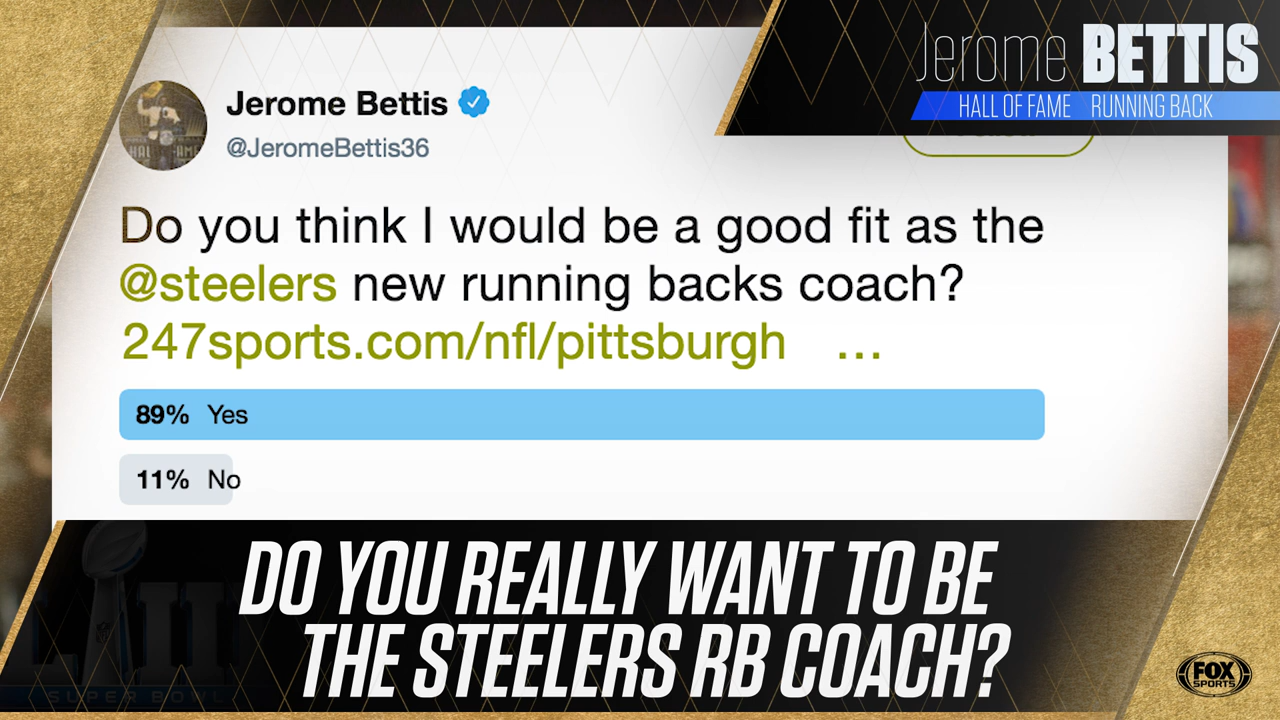 Jerome BETTIS
HALL OF FAME RUNNING BACK
Jerome Bettis
@JeromeBettis36
Do you think I would be a good fit as the
@steelers new running backs coach?
247sports.com/nfl/pittsburgh ...
89% Yes
11% No
DO YOU REALLY WANT TO BE
THE STEELERS RB COACH?
SUPER BOWL
FOX
SPORTS